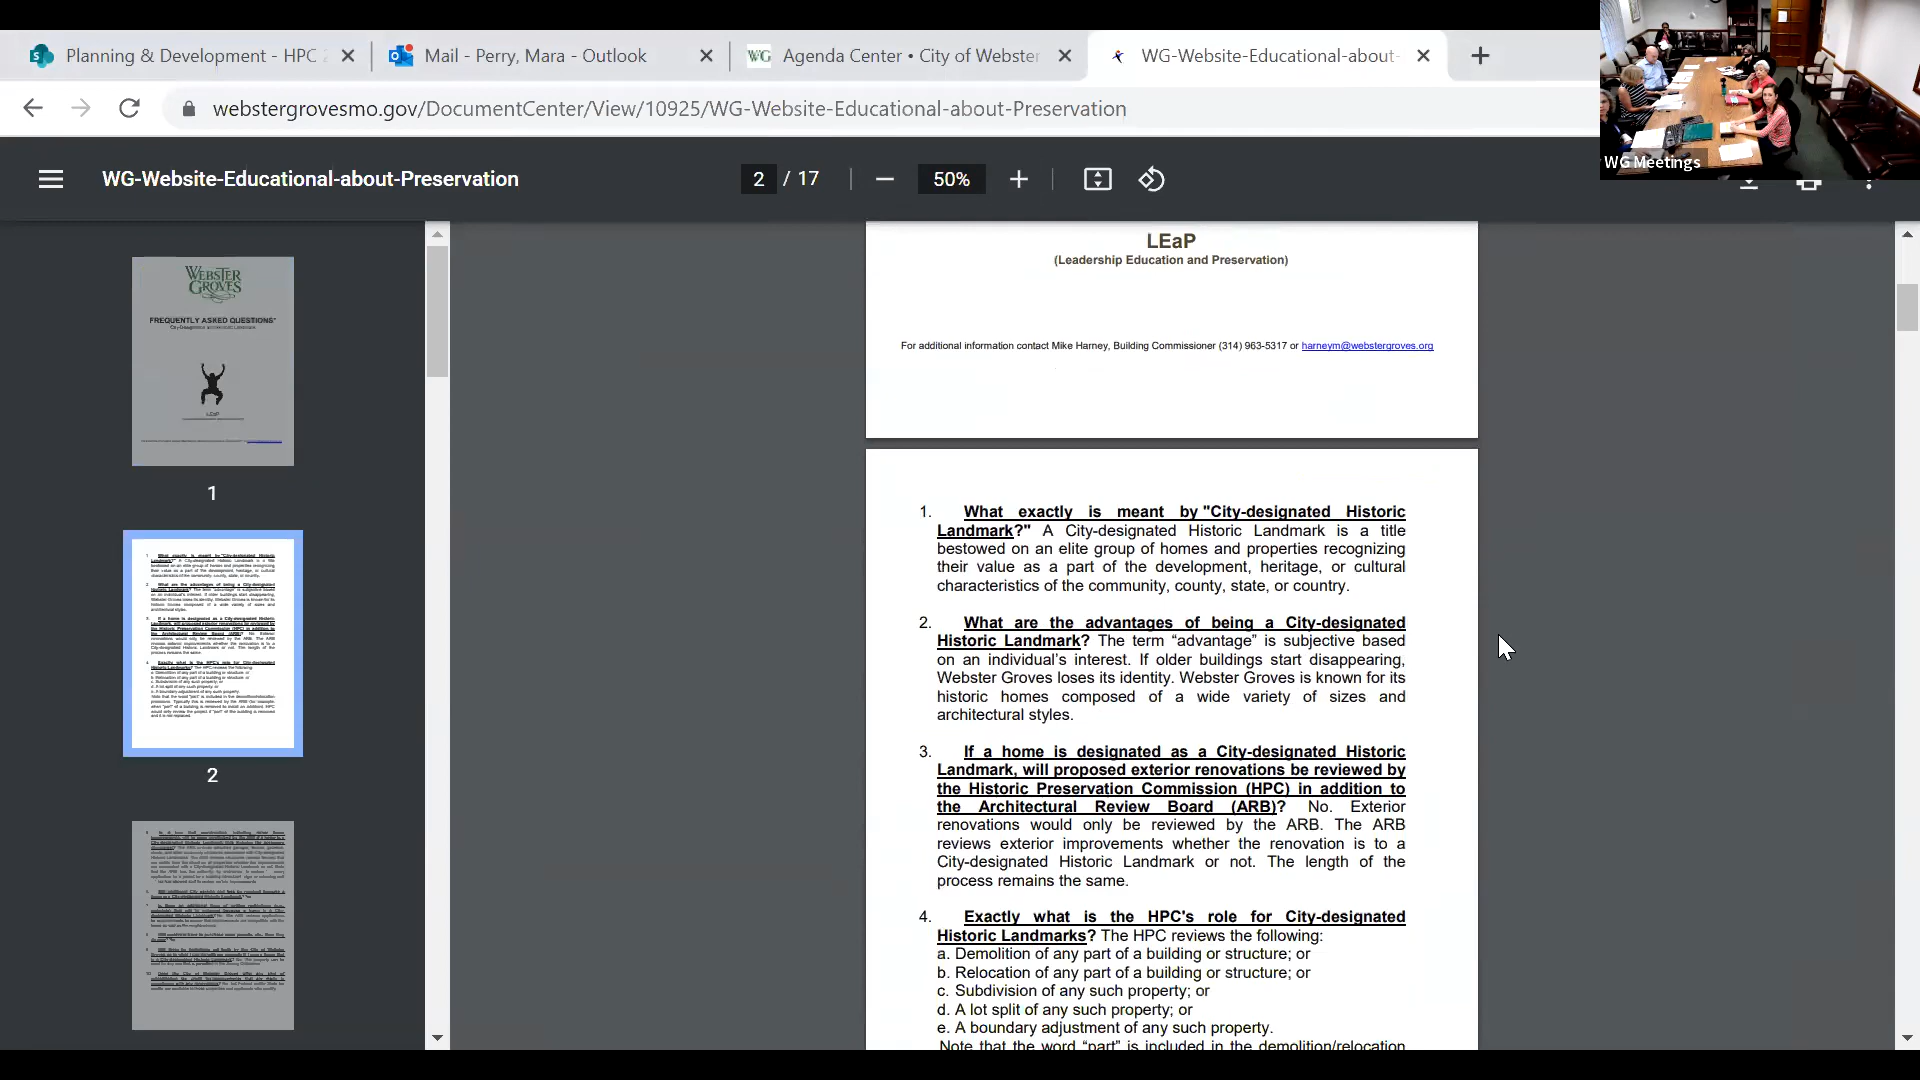 Planning & Development - HPC
Mail - Perry, Mara - Outlook
WG Agenda Center • City of Webster
WG-Website-Educational-about-
webstergrovesmo.gov/DocumentCenter/View/10925/WG-Website-Educational-about-Preservation
WG Meetings
WG-Website-Educational-about-Preservation
2 / 17
50%
WEBSTER
GROVES
FREQUENTLY ASKED QUESTIONS*
LEaP
1
2
LEaP
(Leadership Education and Preservation)
For additional information contact Mike Harney, Building Commissioner (314) 963-5317 or harneym@webstergroves.org
1. What exactly is meant by "City-designated Historic
Landmark?" A City-designated Historic Landmark is a title
bestowed on an elite group of homes and properties recognizing
their value as a part of the development, heritage, or cultural
characteristics of the community, county, state, or country.
2. What are the advantages of being a City-designated
Historic Landmark? The term “advantage” is subjective based
on an individual’s interest. If older buildings start disappearing,
Webster Groves loses its identity. Webster Groves is known for its
historic homes composed of a wide variety of sizes and
architectural styles.
3. If a home is designated as a City-designated Historic
Landmark, will proposed exterior renovations be reviewed by
the Historic Preservation Commission (HPC) in addition to
the Architectural Review Board (ARB)? No. Exterior
renovations would only be reviewed by the ARB. The ARB
reviews exterior improvements whether the renovation is to a
City-designated Historic Landmark or not. The length of the
process remains the same.
4. Exactly what is the HPC's role for City-designated
Historic Landmarks? The HPC reviews the following:
a. Demolition of any part of a building or structure; or
b. Relocation of any part of a building or structure; or
c. Subdivision of any such property; or
d. A lot split of any such property; or
e. A boundary adjustment of any such property.
Note that the word “part” is included in the demolition/relocation